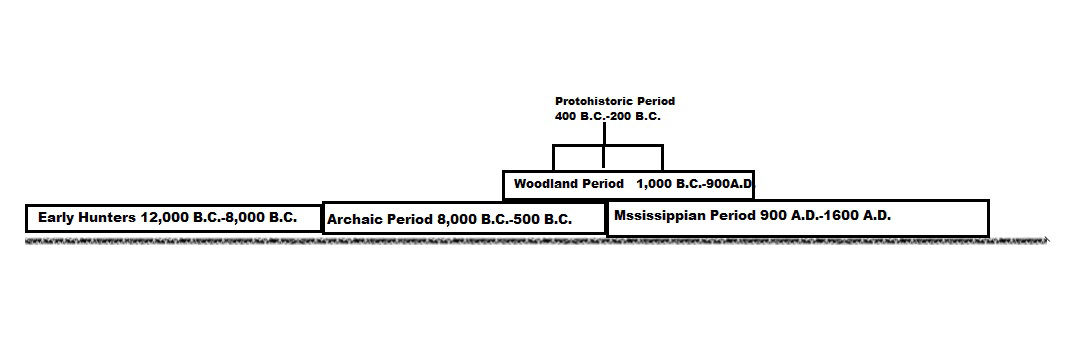 Protohistoric Period
400 B.C.-200 B.C.
Woodland Period 1,000 B.C.-900A.D.
Early Hunters 12,000 B.C.-8,000 B.C.
Archaic Period 8,000 B.C.-500 B.C.
Mssissippian Period 900 A.D.-1600 A.D.